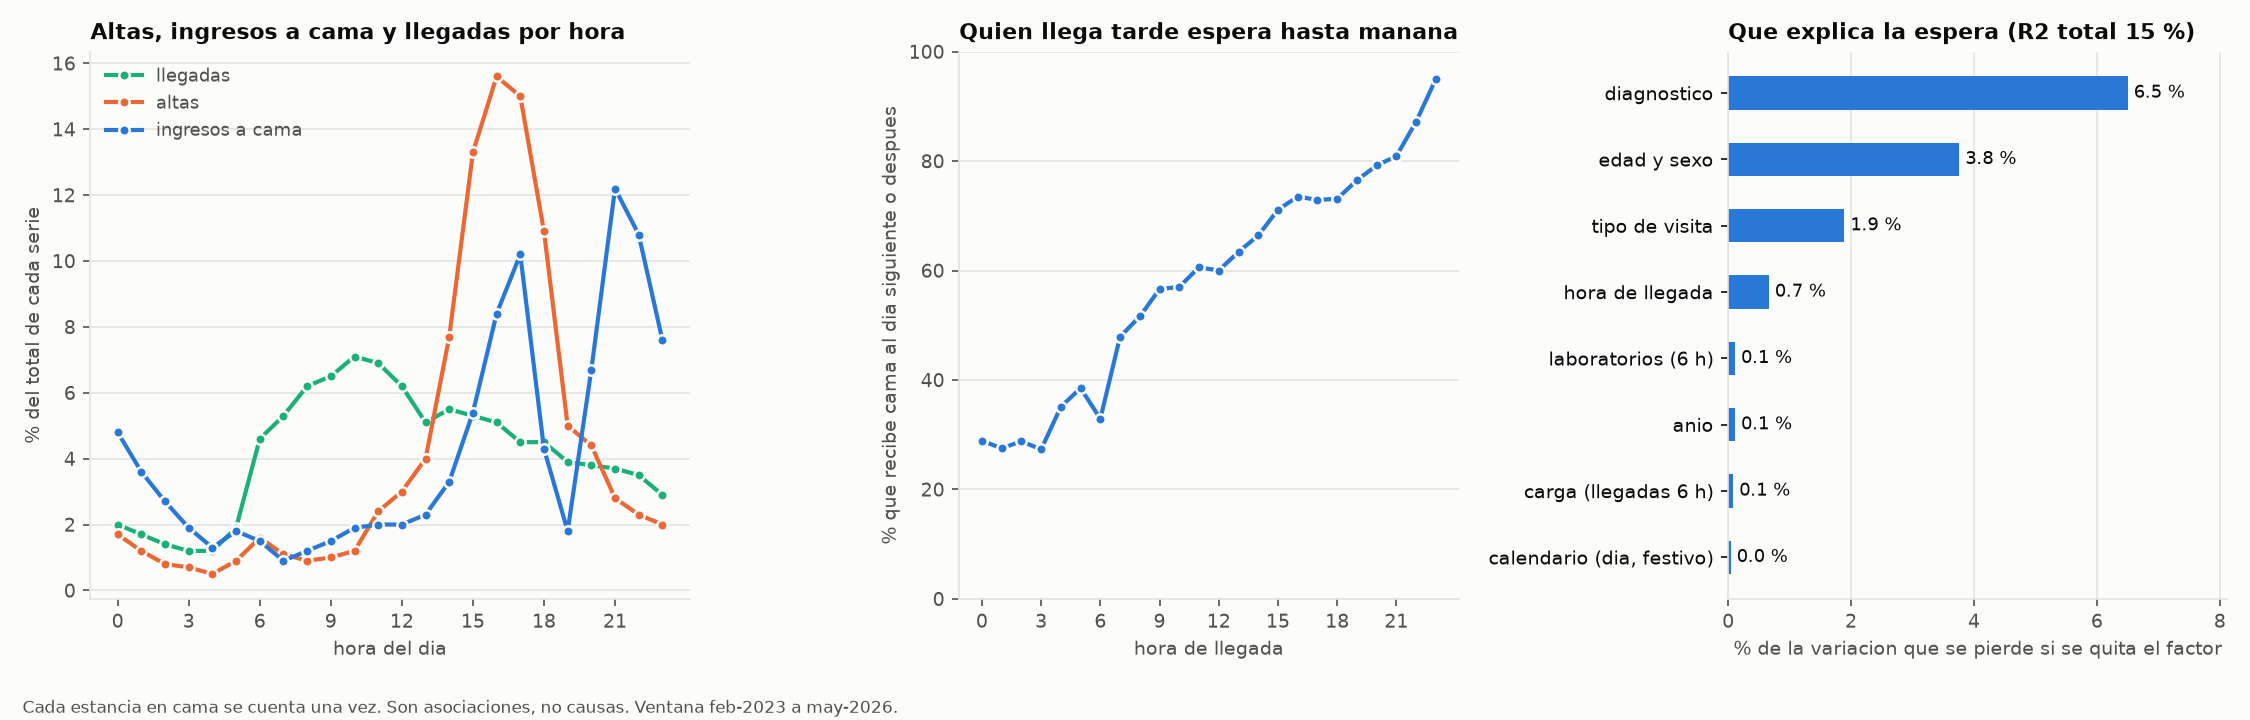 Altas, ingresos a cama y llegadas por hora
16
14
12
10
8
6
4
2
0
% del total de cada serie
llegadas
altas
ingresos a cama
0 3 6 9 12 15 18 21
hora del dia
Quien llega tarde espera hasta manana
100
80
60
40
20
0
% que recibe cama al dia siguiente o despues
0 3 6 9 12 15 18 21
hora de llegada
Que explica la espera (R2 total 15 %)
diagnostico 6.5 %
edad y sexo 3.8 %
tipo de visita 1.9 %
hora de llegada 0.7 %
laboratorios (6 h) 0.1 %
anio 0.1 %
carga (llegadas 6 h) 0.1 %
calendario (dia, festivo) 0.0 %
0 2 4 6 8
% de la variacion que se pierde si se quita el factor
Cada estancia en cama se cuenta una vez. Son asociaciones, no causas. Ventana feb-2023 a may-2026.